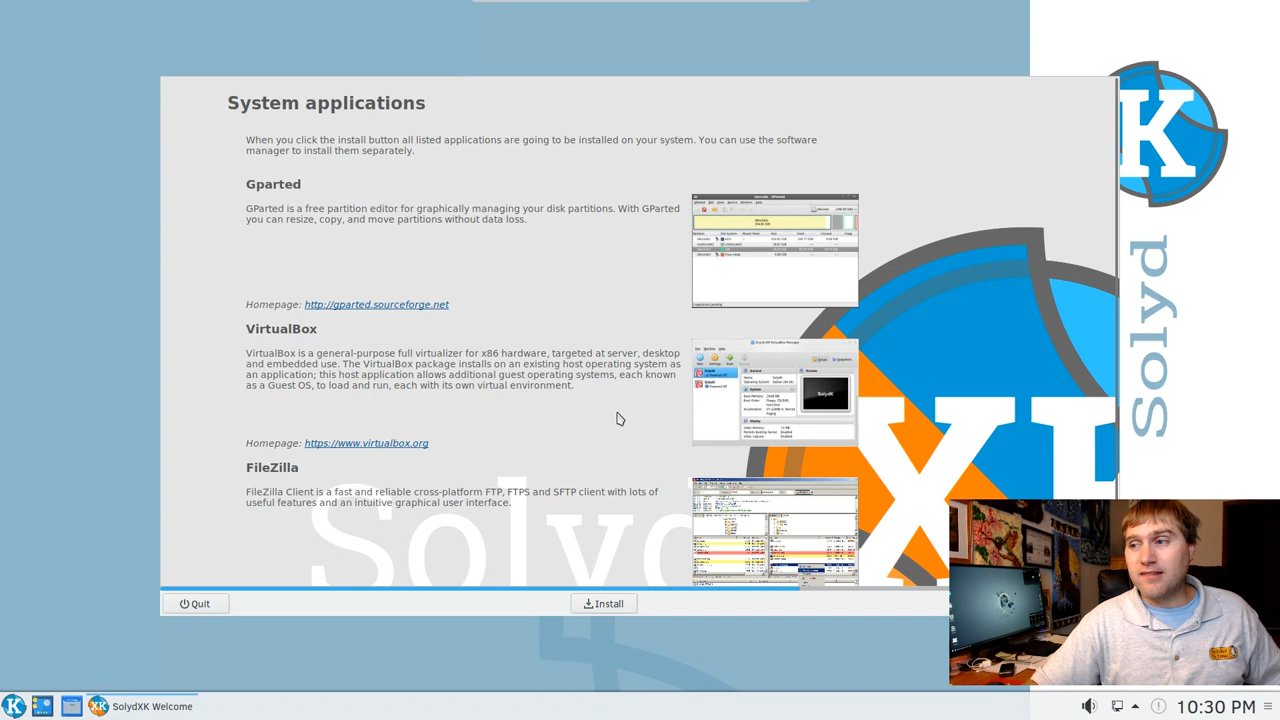 System applications
When you click the install button all listed applications are going to be installed on your system. You can use the software
manager to install them separately.
Gparted
GParted is a free partition editor for graphically managing your disk partitions. With GParted
you can resize, copy, and move partitions without data loss.
Homepage: http://gparted.sourceforge.net
VirtualBox
VirtualBox is a general-purpose full virtualizer for x86 hardware, targeted at server, desktop
and embedded use. The VirtualBox package installs on an existing host operating system as
an application; this host application allows additional guest operating systems, each known
as a Guest OS, to load and run, each with its own virtual environment.
SolydK
Homepage: https://www.virtualbox.org
FileZilla
FileZilla Client is a fast and reliable cross-platform FTP, FTPS and SFTP client with lots of
useful features and an intuitive graphical user interface.
Quit
Install
K
Solyd
SolydXK Welcome
10:30 PM